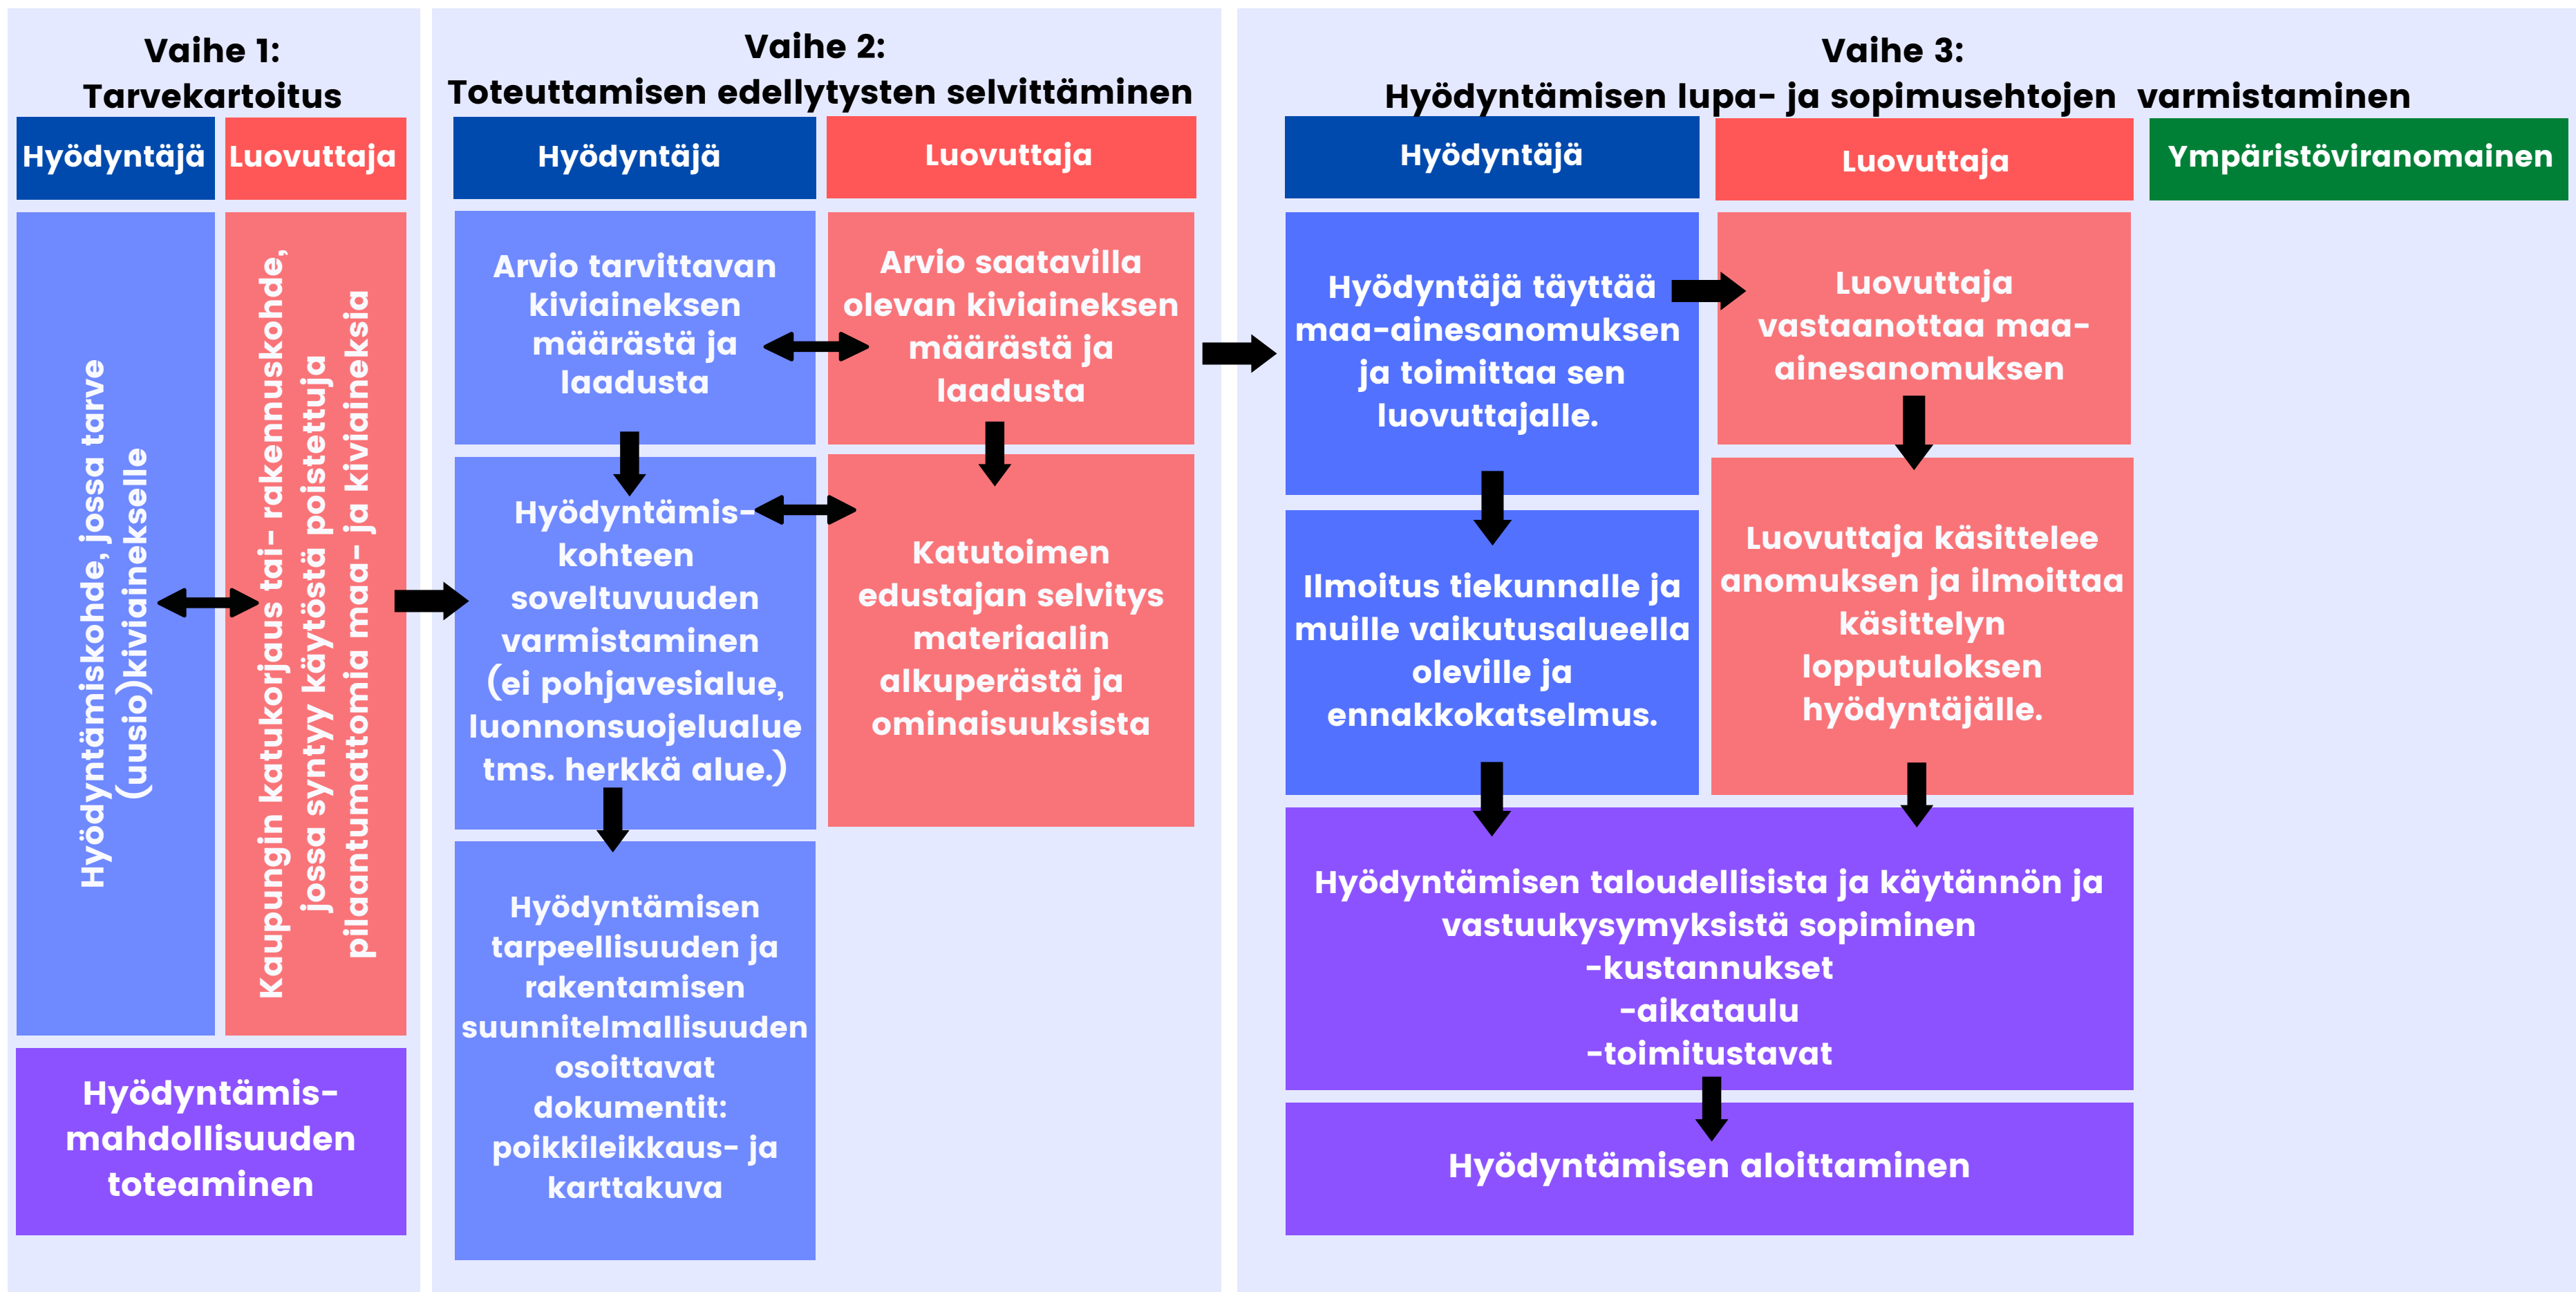 Vaihe 1:
Tarvekartoitus
Hyödyntäjä
Luovuttaja
Hyödyntämiskohde, jossa tarve
(uusio)kiviainekselle
Kaupungin katukorjaus tai- rakennuskohde,
jossa syntyy käytöstä poistettuja
pilaantumattomia maa- ja kiviaineksia
Hyödyntämis-
mahdollisuuden
toteaminen
Vaihe 2:
Toteuttamisen edellytysten selvittäminen
Hyödyntäjä
Luovuttaja
Arvio tarvittavan
kiviaineksen
määrästä ja
laadusta
Arvio saatavilla
olevan kiviaineksen
määrästä ja
laadusta
Hyödyntämis-
kohteen
soveltuvuuden
varmistaminen
(ei pohjavesialue,
luonnonsuojelualue
tms. herkkä alue.)
Katutoimen
edustajan selvitys
materiaalin
alkuperästä ja
ominaisuuksista
Hyödyntämisen
tarpeellisuuden ja
rakentamisen
suunnitelmallisuuden
osoittavat
dokumentit:
poikkileikkaus- ja
karttakuva
Vaihe 3:
Hyödyntämisen lupa- ja sopimusehtojen varmistaminen
Hyödyntäjä
Luovuttaja
Ympäristöviranomainen
Hyödyntäjä täyttää
maa-ainesanomuksen
ja toimittaa sen
luovuttajalle.
Luovuttaja
vastaanottaa maa-
ainesanomuksen
Ilmoitus tiekunnalle ja
muille vaikutusalueella
oleville ja
ennakkokatselmus.
Luovuttaja käsittelee
anomuksen ja ilmoittaa
käsittelyn
lopputuloksen
hyödyntäjälle.
Hyödyntämisen taloudellisista ja käytännön ja
vastuukysymyksistä sopiminen
-kustannukset
-aikataulu
-toimitustavat
Hyödyntämisen aloittaminen